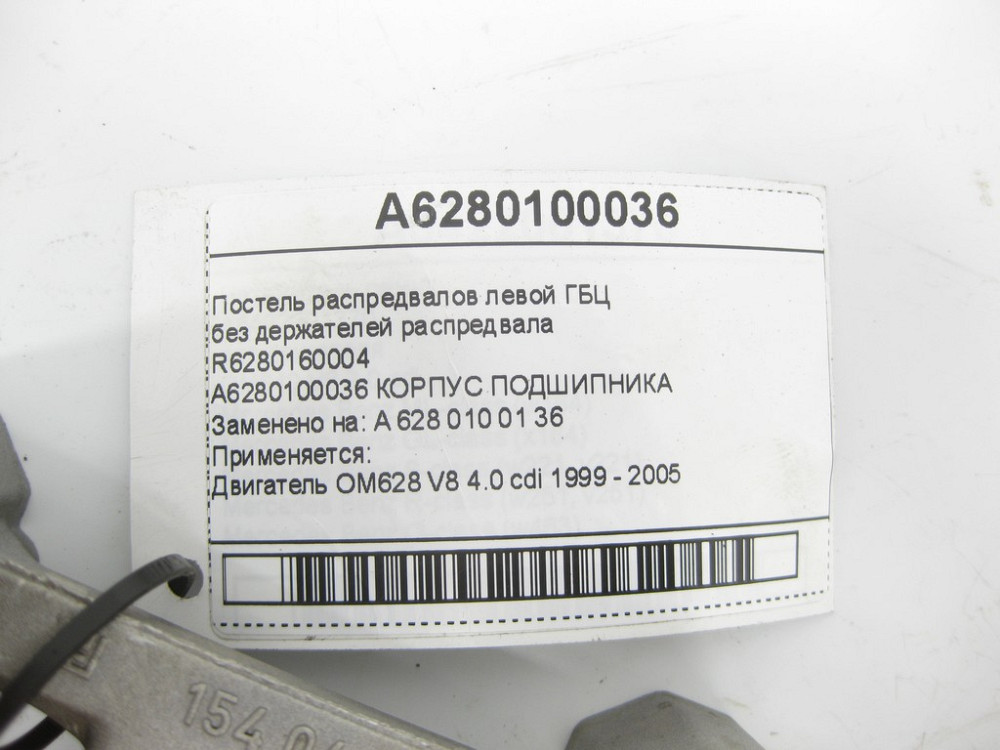 A6280100036
Постель распредвалов левой ГБЦ
без держателей распредвала
R6280160004
A6280100036 КОРПУС ПОДШИПНИКА
Заменено на: A 628 010 01 36
Применяется:
Двигатель OM628 V8 4.0 cdi 1999 - 2005
154